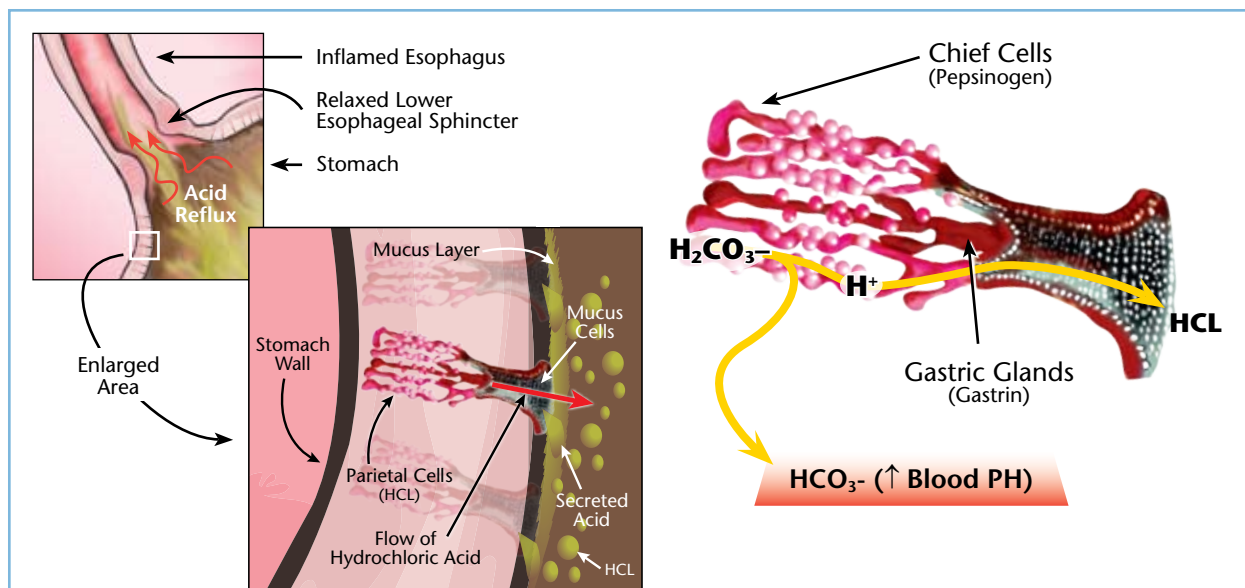 Inflamed Esophagus
Relaxed Lower
Esophageal Sphincter
Stomach
Acid
Reflux
Enlarged
Area
Mucus Layer
Mucus
Cells
Stomach
Wall
Parietal Cells
(HCL)
Flow of
Hydrochloric Acid
Secreted
Acid
HCL
Chief Cells
(Pepsinogen)
H₂CO₃–
H⁺
HCL
Gastric Glands
(Gastrin)
HCO₃- (↑ Blood PH)